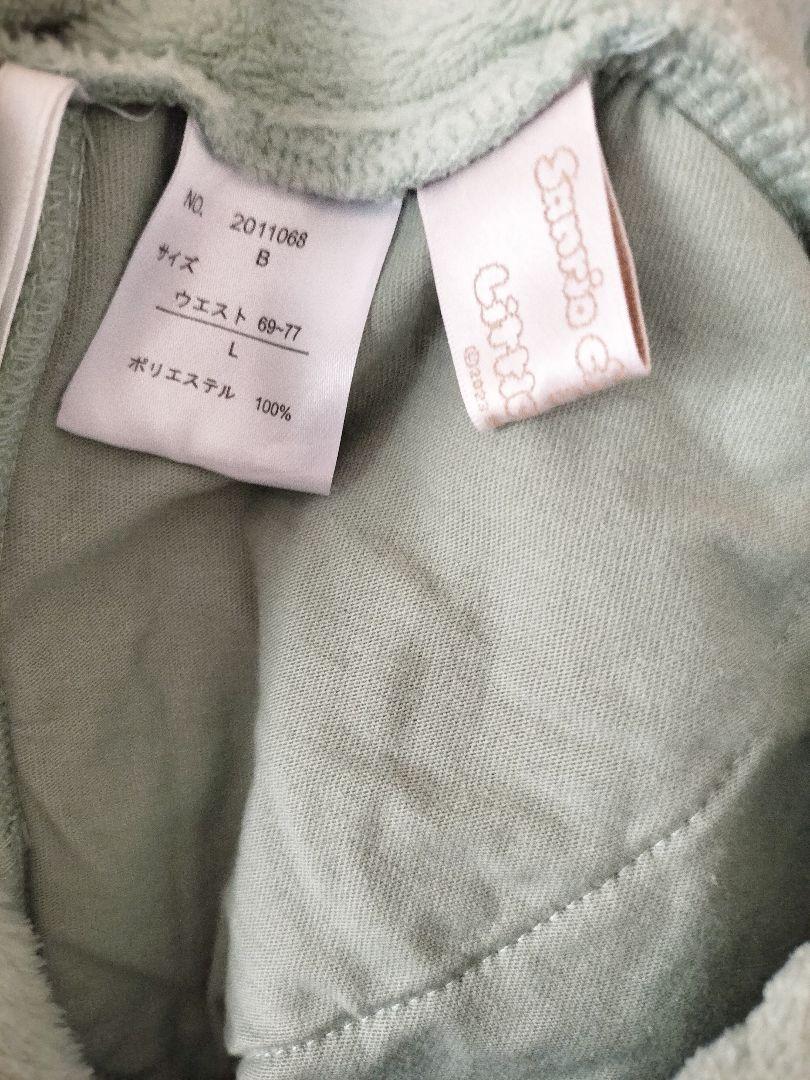 NO. 2011068
サイズ B
ウエスト 69~77
L
ポリエステル 100%
Sanrio
Little
©2023